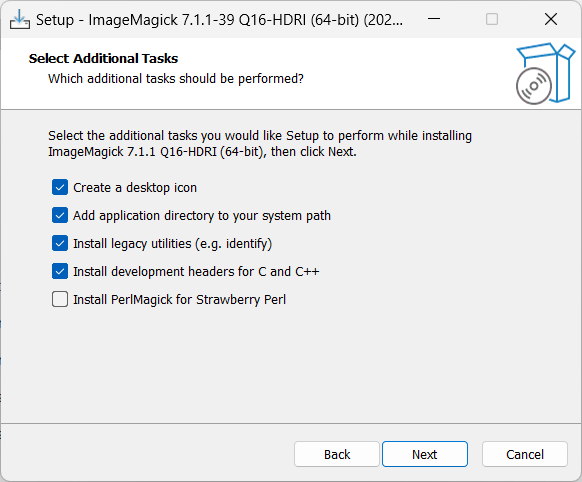 Setup - ImageMagick 7.1.1-39 Q16-HDRI (64-bit) (202...
Select Additional Tasks
Which additional tasks should be performed?
Select the additional tasks you would like Setup to perform while installing
ImageMagick 7.1.1 Q16-HDRI (64-bit), then click Next.
Create a desktop icon
Add application directory to your system path
Install legacy utilities (e.g. identify)
Install development headers for C and C++
Install PerlMagick for Strawberry Perl
Back
Next
Cancel